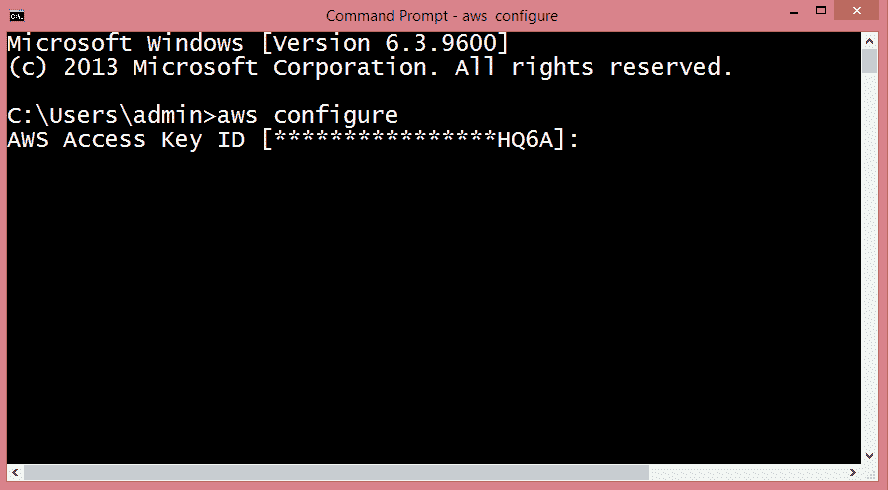 Command Prompt - aws  configure
Microsoft Windows [Version 6.3.9600]
(c) 2013 Microsoft Corporation. All rights reserved.
C:\Users\admin>aws configure
AWS Access Key ID [****************HQ6A]: